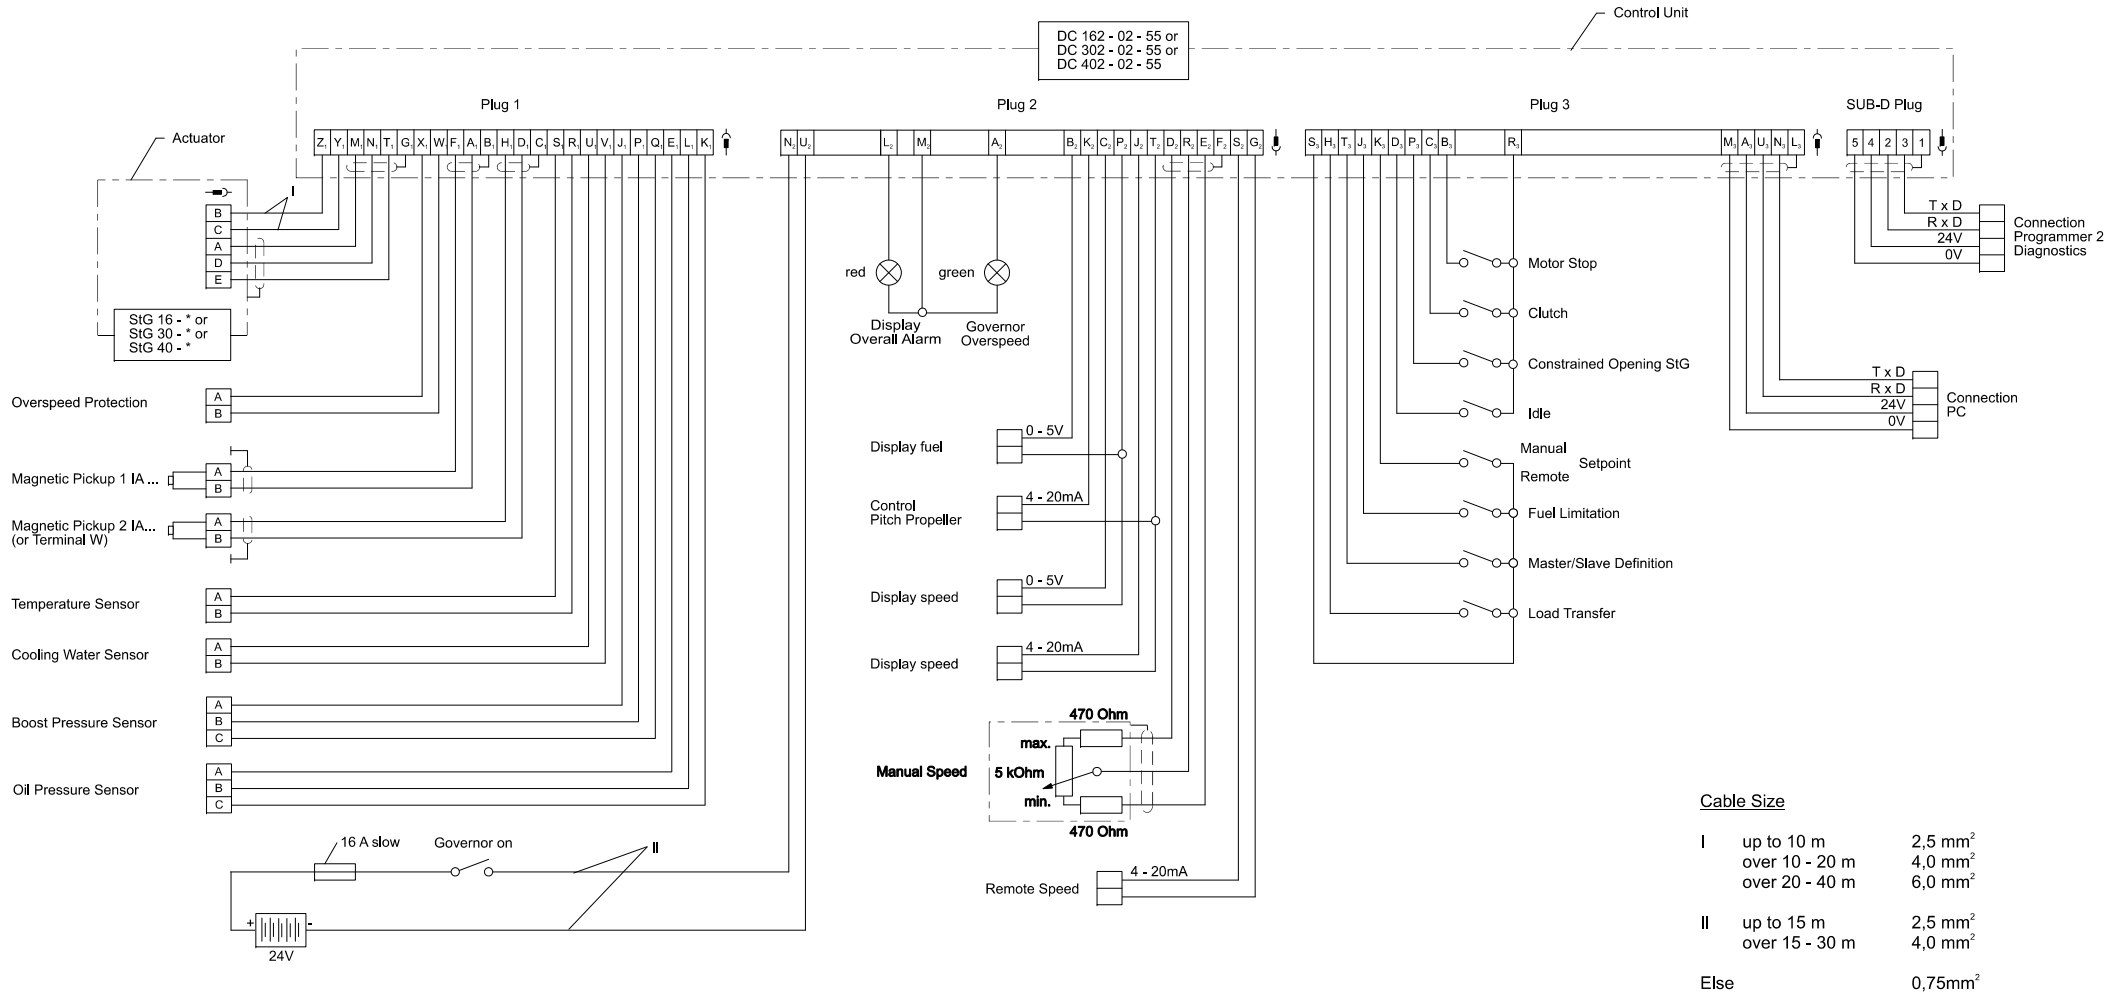 Control Unit
DC 162 - 02 - 55 or
DC 302 - 02 - 55 or
DC 402 - 02 - 55
Plug 1
Plug 2
Plug 3
SUB-D Plug
Z₁ Y₁ M₁ N₁ T₁ G₁ X₁ W₁ F₁ A₁ B₁ H₁ D₁ C₁ S₁ R₁ U₁ V₁ J₁ P₁ Q₁ E₁ L₁ K₁
N₂ U₂ L₂ M₂ A₂ B₂ K₂ C₂ P₂ J₂ T₂ D₂ R₂ E₂ F₂ S₂ G₂
S₃ H₃ T₃ J₃ K₃ D₃ P₃ C₃ B₃ R₃ M₃ A₃ U₃ N₃ L₃
5 4 2 3 1
Actuator
I
B
C
A
D
E
StG 16 - * or
StG 30 - * or
StG 40 - *
Overspeed Protection
A
B
Magnetic Pickup 1 IA ...
A
B
Magnetic Pickup 2 IA...
(or Terminal W)
A
B
Temperature Sensor
A
B
Cooling Water Sensor
A
B
Boost Pressure Sensor
A
B
C
Oil Pressure Sensor
A
B
C
16 A slow
Governor on
II
+
-
24V
red
green
Display
Overall Alarm
Governor
Overspeed
Display fuel
0 - 5V
Control
Pitch Propeller
4 - 20mA
Display speed
0 - 5V
Display speed
4 - 20mA
470 Ohm
max.
Manual Speed
5 kOhm
min.
470 Ohm
Remote Speed
4 - 20mA
Motor Stop
Clutch
Constrained Opening StG
Idle
Manual
Setpoint
Remote
Fuel Limitation
Master/Slave Definition
Load Transfer
T x D
R x D
24V
0V
Connection
Programmer 2
Diagnostics
T x D
R x D
24V
0V
Connection
PC
Cable Size
I up to 10 m 2,5 mm²
over 10 - 20 m 4,0 mm²
over 20 - 40 m 6,0 mm²
II up to 15 m 2,5 mm²
over 15 - 30 m 4,0 mm²
Else 0,75mm²